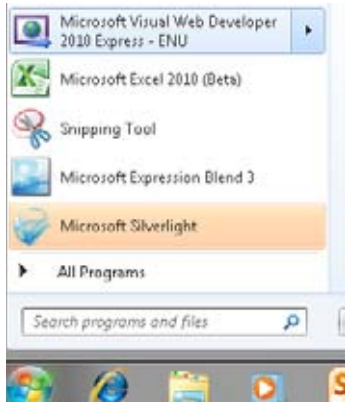 Microsoft Visual Web Developer
2010 Express - ENU
Microsoft Excel 2010 (Beta)
Snipping Tool
Microsoft Expression Blend 3
Microsoft Silverlight
All Programs
Search programs and files
S